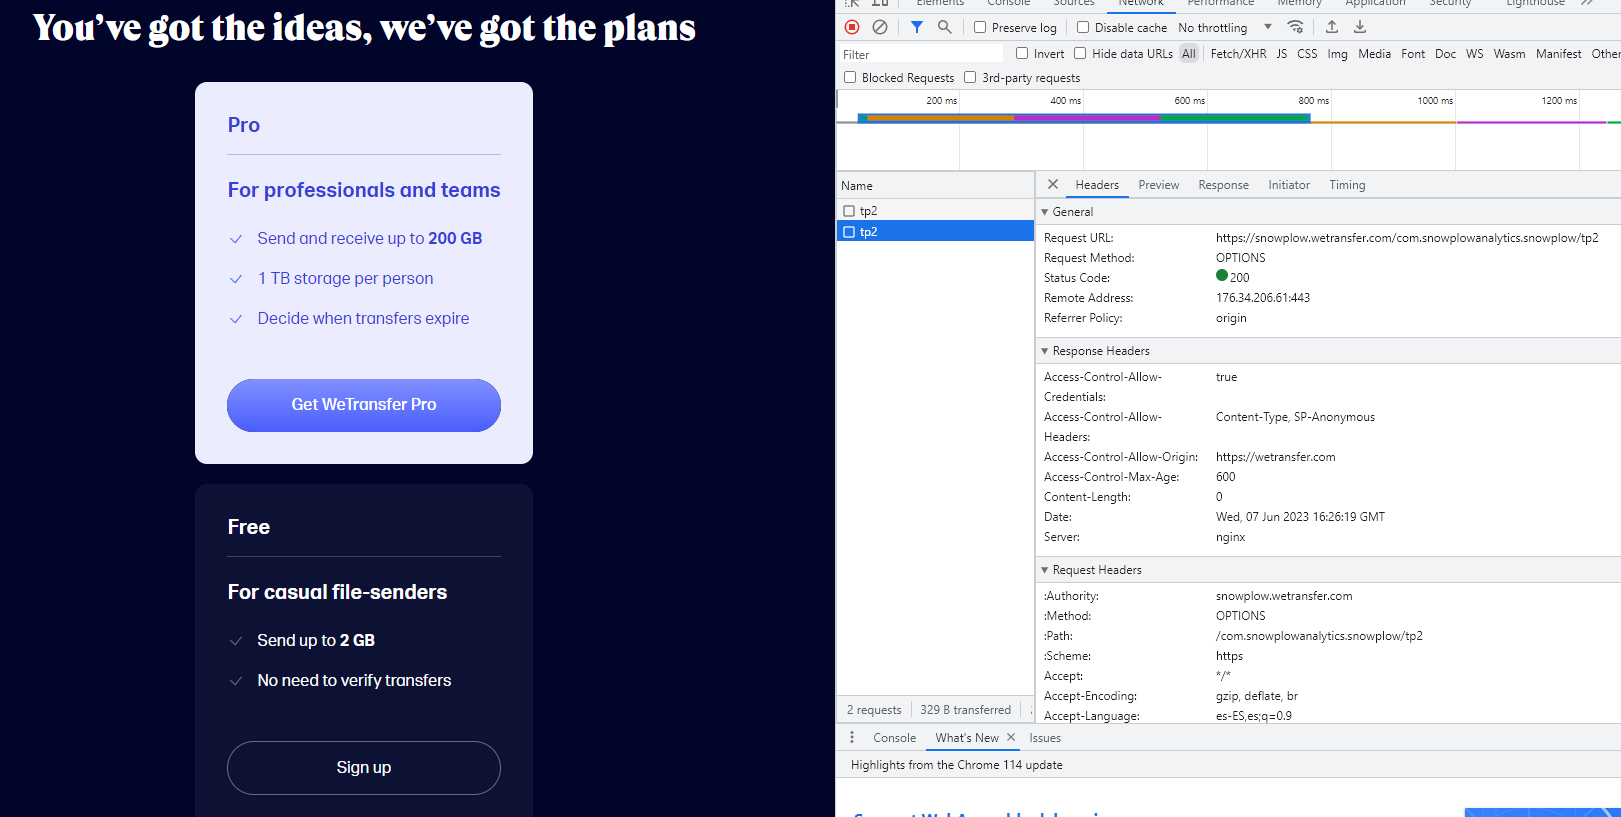 You’ve got the ideas, we’ve got the plans
Pro
For professionals and teams
Send and receive up to 200 GB
1 TB storage per person
Decide when transfers expire
Get WeTransfer Pro
Free
For casual file-senders
Send up to 2 GB
No need to verify transfers
Sign up
Elements Console Sources Network Performance Memory Application Security Lighthouse
Preserve log Disable cache No throttling
Filter Invert Hide data URLs All Fetch/XHR JS CSS Img Media Font Doc WS Wasm Manifest Other
Blocked Requests 3rd-party requests
200 ms 400 ms 600 ms 800 ms 1000 ms 1200 ms
Name
tp2
tp2
2 requests 329 B transferred
Headers Preview Response Initiator Timing
General
Request URL: https://snowplow.wetransfer.com/com.snowplowanalytics.snowplow/tp2
Request Method: OPTIONS
Status Code: 200
Remote Address: 176.34.206.61:443
Referrer Policy: origin
Response Headers
Access-Control-Allow- true
Credentials:
Access-Control-Allow- Content-Type, SP-Anonymous
Headers:
Access-Control-Allow-Origin: https://wetransfer.com
Access-Control-Max-Age: 600
Content-Length: 0
Date: Wed, 07 Jun 2023 16:26:19 GMT
Server: nginx
Request Headers
:Authority: snowplow.wetransfer.com
:Method: OPTIONS
:Path: /com.snowplowanalytics.snowplow/tp2
:Scheme: https
Accept: */*
Accept-Encoding: gzip, deflate, br
Accept-Language: es-ES,es;q=0.9
Console What's New Issues
Highlights from the Chrome 114 update